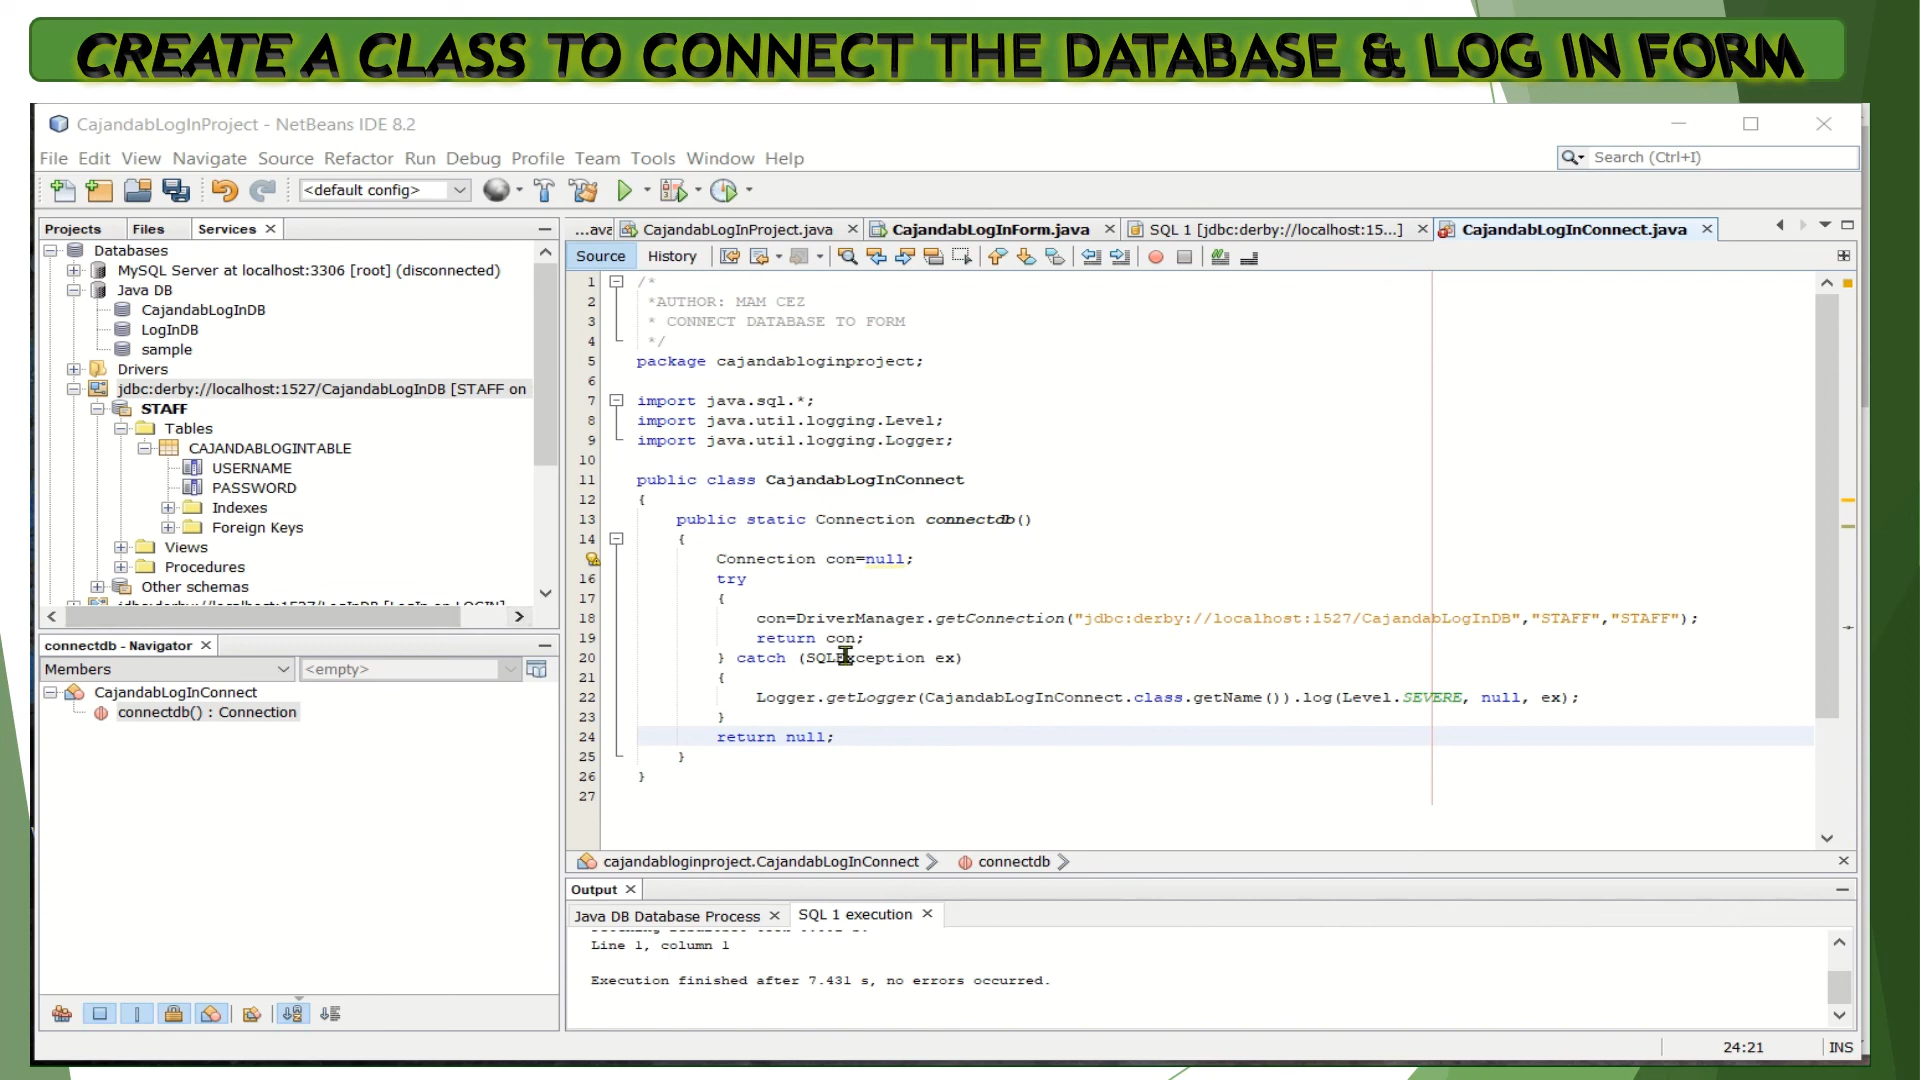 CREATE A CLASS TO CONNECT THE DATABASE & LOG IN FORM
CajandabLogInProject - NetBeans IDE 8.2
File Edit View Navigate Source Refactor Run Debug Profile Team Tools Window Help
Search (Ctrl+I)
<default config>
Projects Files Services
...ava CajandabLogInProject.java CajandabLogInForm.java SQL 1 [jdbc:derby://localhost:15...] CajandabLogInConnect.java
Source History
Databases
MySQL Server at localhost:3306 [root] (disconnected)
Java DB
CajandabLogInDB
LogInDB
sample
Drivers
jdbc:derby://localhost:1527/CajandabLogInDB [STAFF on
STAFF
Tables
CAJANDABLOGINTABLE
USERNAME
PASSWORD
Indexes
Foreign Keys
Views
Procedures
Other schemas
jdbc:derby://localhost:1527/LogInDB [LogIn on LOGIN]
connectdb - Navigator
Members <empty>
CajandabLogInConnect
connectdb() : Connection
1 /*
2 *AUTHOR: MAM CEZ
3 * CONNECT DATABASE TO FORM
4 */
5 package cajandabloginproject;
6
7 import java.sql.*;
8 import java.util.logging.Level;
9 import java.util.logging.Logger;
10
11 public class CajandabLogInConnect
12 {
13 public static Connection connectdb()
14 {
Connection con=null;
16 try
17 {
18 con=DriverManager.getConnection("jdbc:derby://localhost:1527/CajandabLogInDB","STAFF","STAFF");
19 return con;
20 } catch (SQLException ex)
21 {
22 Logger.getLogger(CajandabLogInConnect.class.getName()).log(Level.SEVERE, null, ex);
23 }
24 return null;
25 }
26 }
27
cajandabloginproject.CajandabLogInConnect connectdb
Output
Java DB Database Process SQL 1 execution
Line 1, column 1
Execution finished after 7.431 s, no errors occurred.
24:21 INS